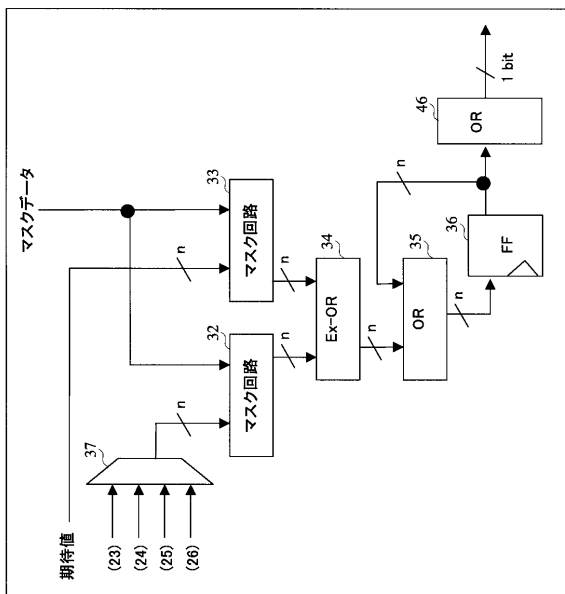 マスクデータ
期待値
37
(23)
(24)
(25)
(26)
n
n
32
マスク回路
33
マスク回路
n
n
34
Ex-OR
n
n
35
OR
n
36
FF
46
OR
1 bit